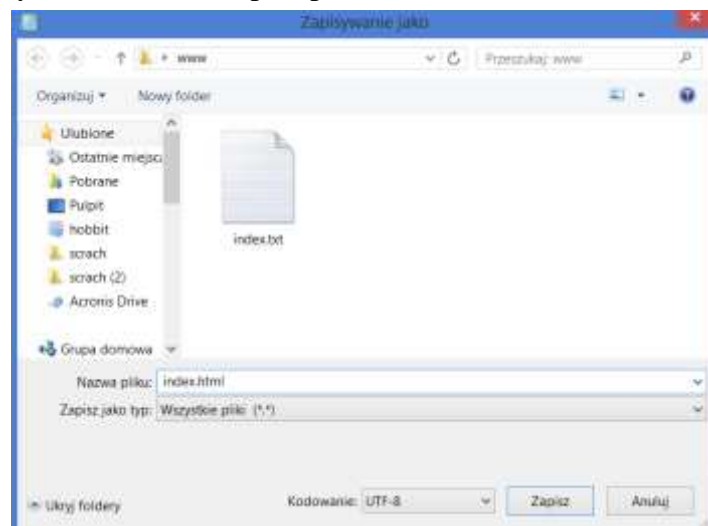 Zapisywanie jako
www
Przeszukaj: www
Organizuj
Nowy folder
Ulubione
Ostatnie miejsca
Pobrane
Pulpit
hobbit
scrach
scrach (2)
Acronis Drive
Grupa domowa
index.txt
Nazwa pliku: index.html
Zapisz jako typ: Wszystkie pliki (*.*)
Ukryj foldery
Kodowanie: UTF-8
Zapisz
Anuluj